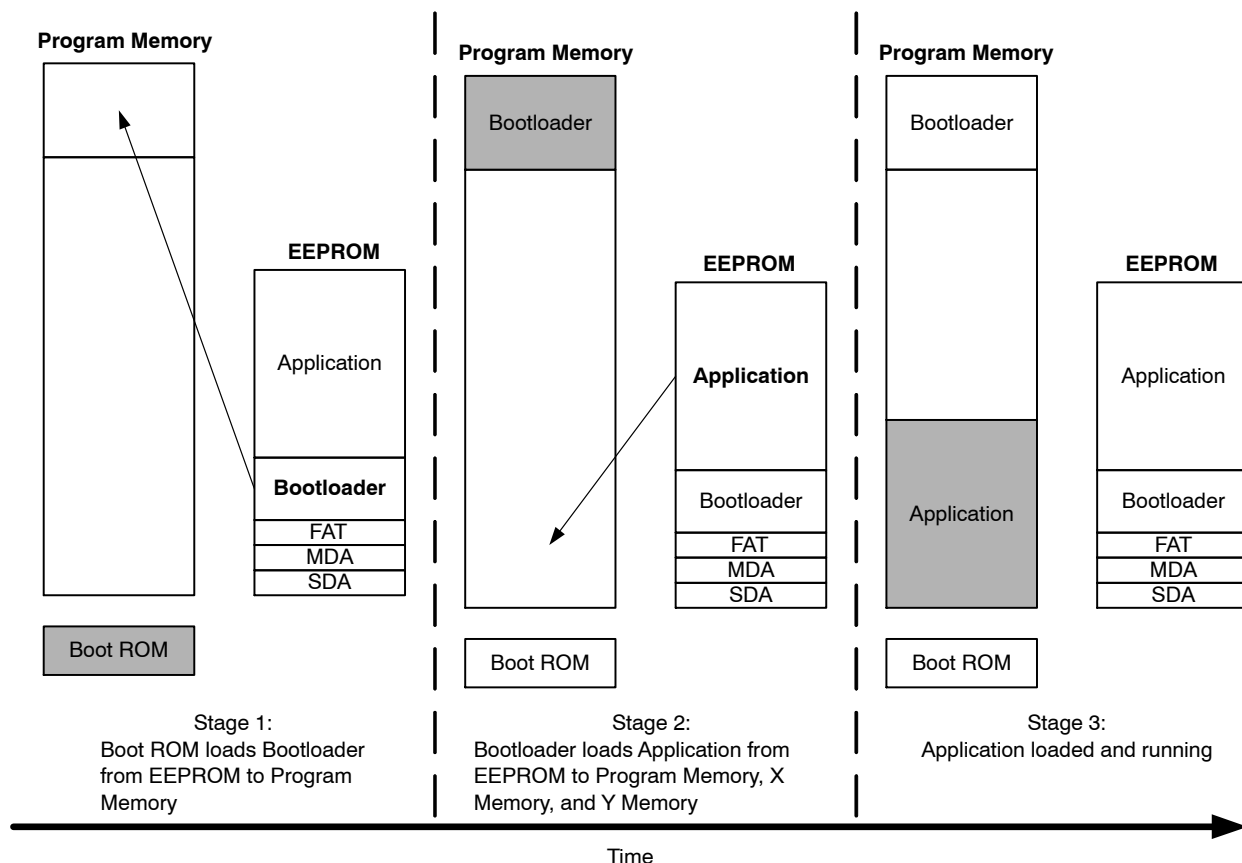 Program Memory
EEPROM
Application
Bootloader
FAT
MDA
SDA
Boot ROM
Stage 1:
Boot ROM loads Bootloader
from EEPROM to Program
Memory
Program Memory
Bootloader
EEPROM
Application
Bootloader
FAT
MDA
SDA
Boot ROM
Stage 2:
Bootloader loads Application from
EEPROM to Program Memory, X
Memory, and Y Memory
Program Memory
Bootloader
EEPROM
Application
Application
Bootloader
FAT
MDA
SDA
Boot ROM
Stage 3:
Application loaded and running
Time